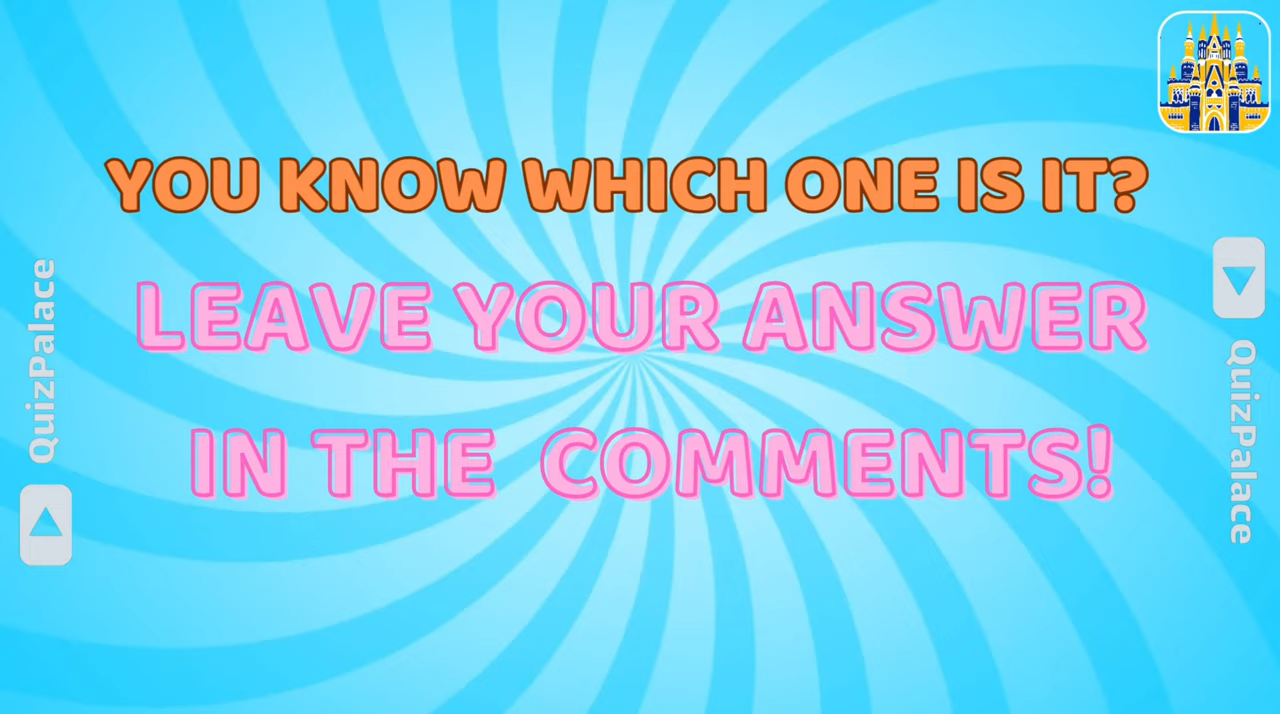 YOU KNOW WHICH ONE IS IT?
LEAVE YOUR ANSWER
IN THE COMMENTS!
QuizPalace
QuizPalace